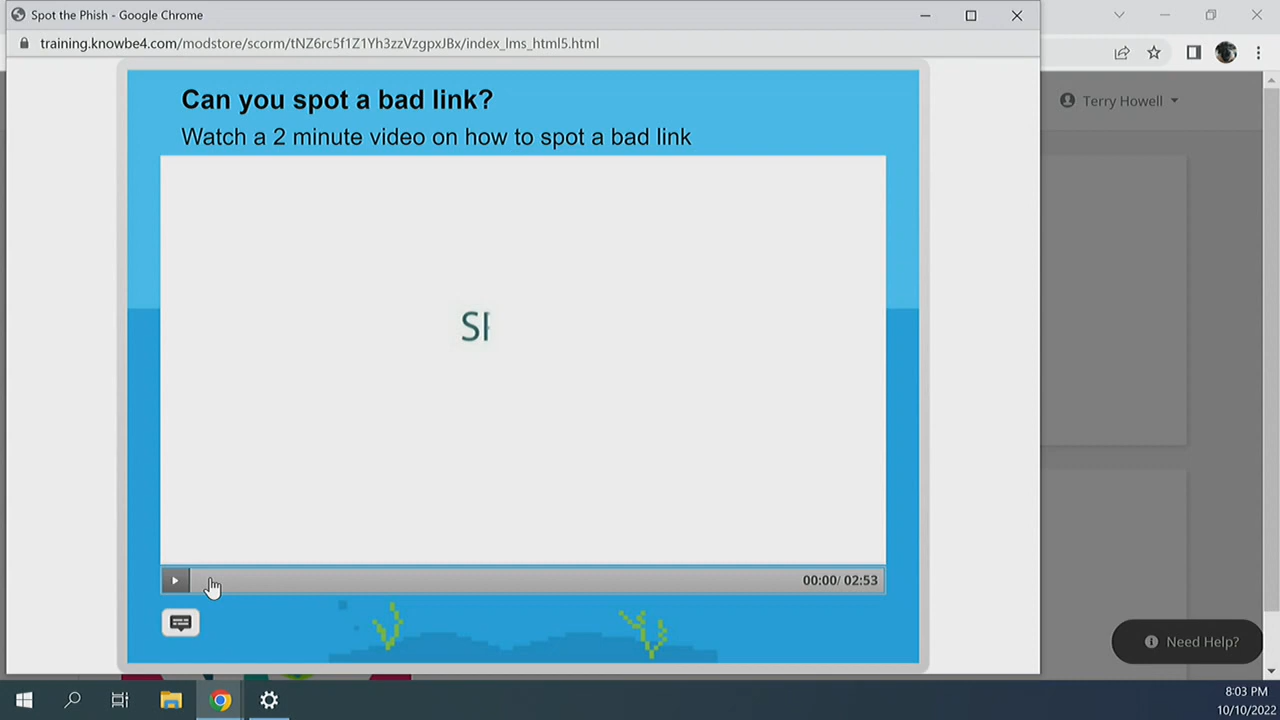 Spot the Phish - Google Chrome
training.knowbe4.com/modstore/scorm/tNZ6rc5f1Z1Yh3zzVzgpxJBx/index_lms_html5.html
Terry Howell
Can you spot a bad link?
Watch a 2 minute video on how to spot a bad link
00:00/ 02:53
Need Help?
8:03 PM
10/10/2022